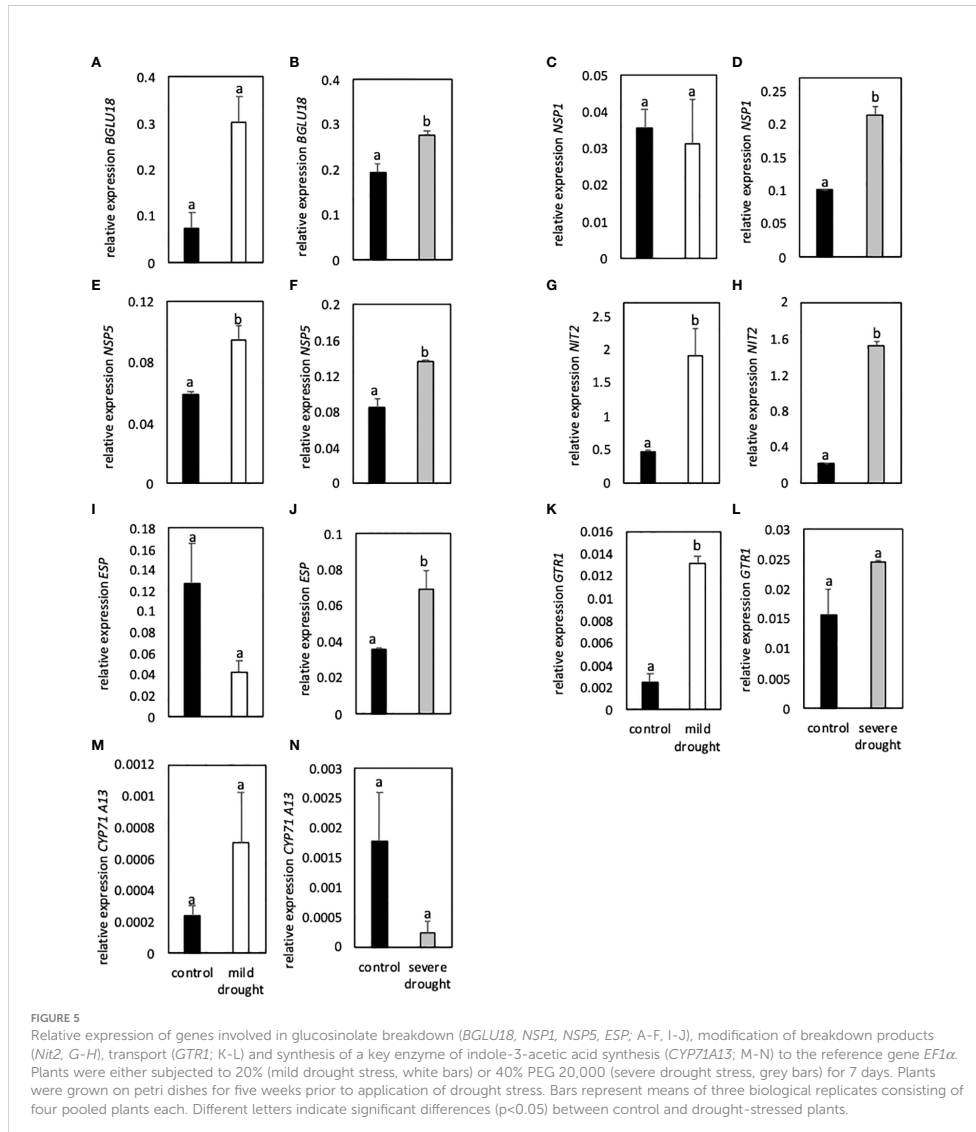 A
relative expression BGLU18
0.4
0.3
0.2
0.1
0
a
a
B
relative expression BGLU18
0.4
0.3
0.2
0.1
0
a
b
C
relative expression NSP1
0.05
0.04
0.03
0.02
0.01
0
a
a
D
relative expression NSP1
0.25
0.2
0.15
0.1
0.05
0
a
b
E
relative expression NSP5
0.12
0.08
0.04
0
a
b
F
relative expression NSP5
0.2
0.16
0.12
0.08
0.04
0
a
b
G
relative expression NIT2
2.5
2
1.5
1
0.5
0
a
b
H
relative expression NIT2
2
1.6
1.2
0.8
0.4
0
a
b
I
relative expression ESP
0.18
0.16
0.14
0.12
0.1
0.08
0.06
0.04
0.02
0
a
a
J
relative expression ESP
0.1
0.08
0.06
0.04
0.02
0
a
b
K
relative expression GTR1
0.016
0.014
0.012
0.01
0.008
0.006
0.004
0.002
0
a
b
control
mild
drought
L
relative expression GTR1
0.03
0.025
0.02
0.015
0.01
0.005
0
a
a
control
severe
drought
M
relative expression CYP71 A13
0.0012
0.001
0.0008
0.0006
0.0004
0.0002
0
a
a
control
mild
drought
N
relative expression CYP71 A13
0.003
0.0025
0.002
0.0015
0.001
0.0005
0
a
a
control
severe
drought
FIGURE 5
Relative expression of genes involved in glucosinolate breakdown (BGLU18, NSP1, NSP5, ESP; A-F, I-J), modification of breakdown products
(Nit2, G-H), transport (GTR1; K-L) and synthesis of a key enzyme of indole-3-acetic acid synthesis (CYP71A13; M-N) to the reference gene EF1α.
Plants were either subjected to 20% (mild drought stress, white bars) or 40% PEG 20,000 (severe drought stress, grey bars) for 7 days. Plants
were grown on petri dishes for five weeks prior to application of drought stress. Bars represent means of three biological replicates consisting of
four pooled plants each. Different letters indicate significant differences (p<0.05) between control and drought-stressed plants.